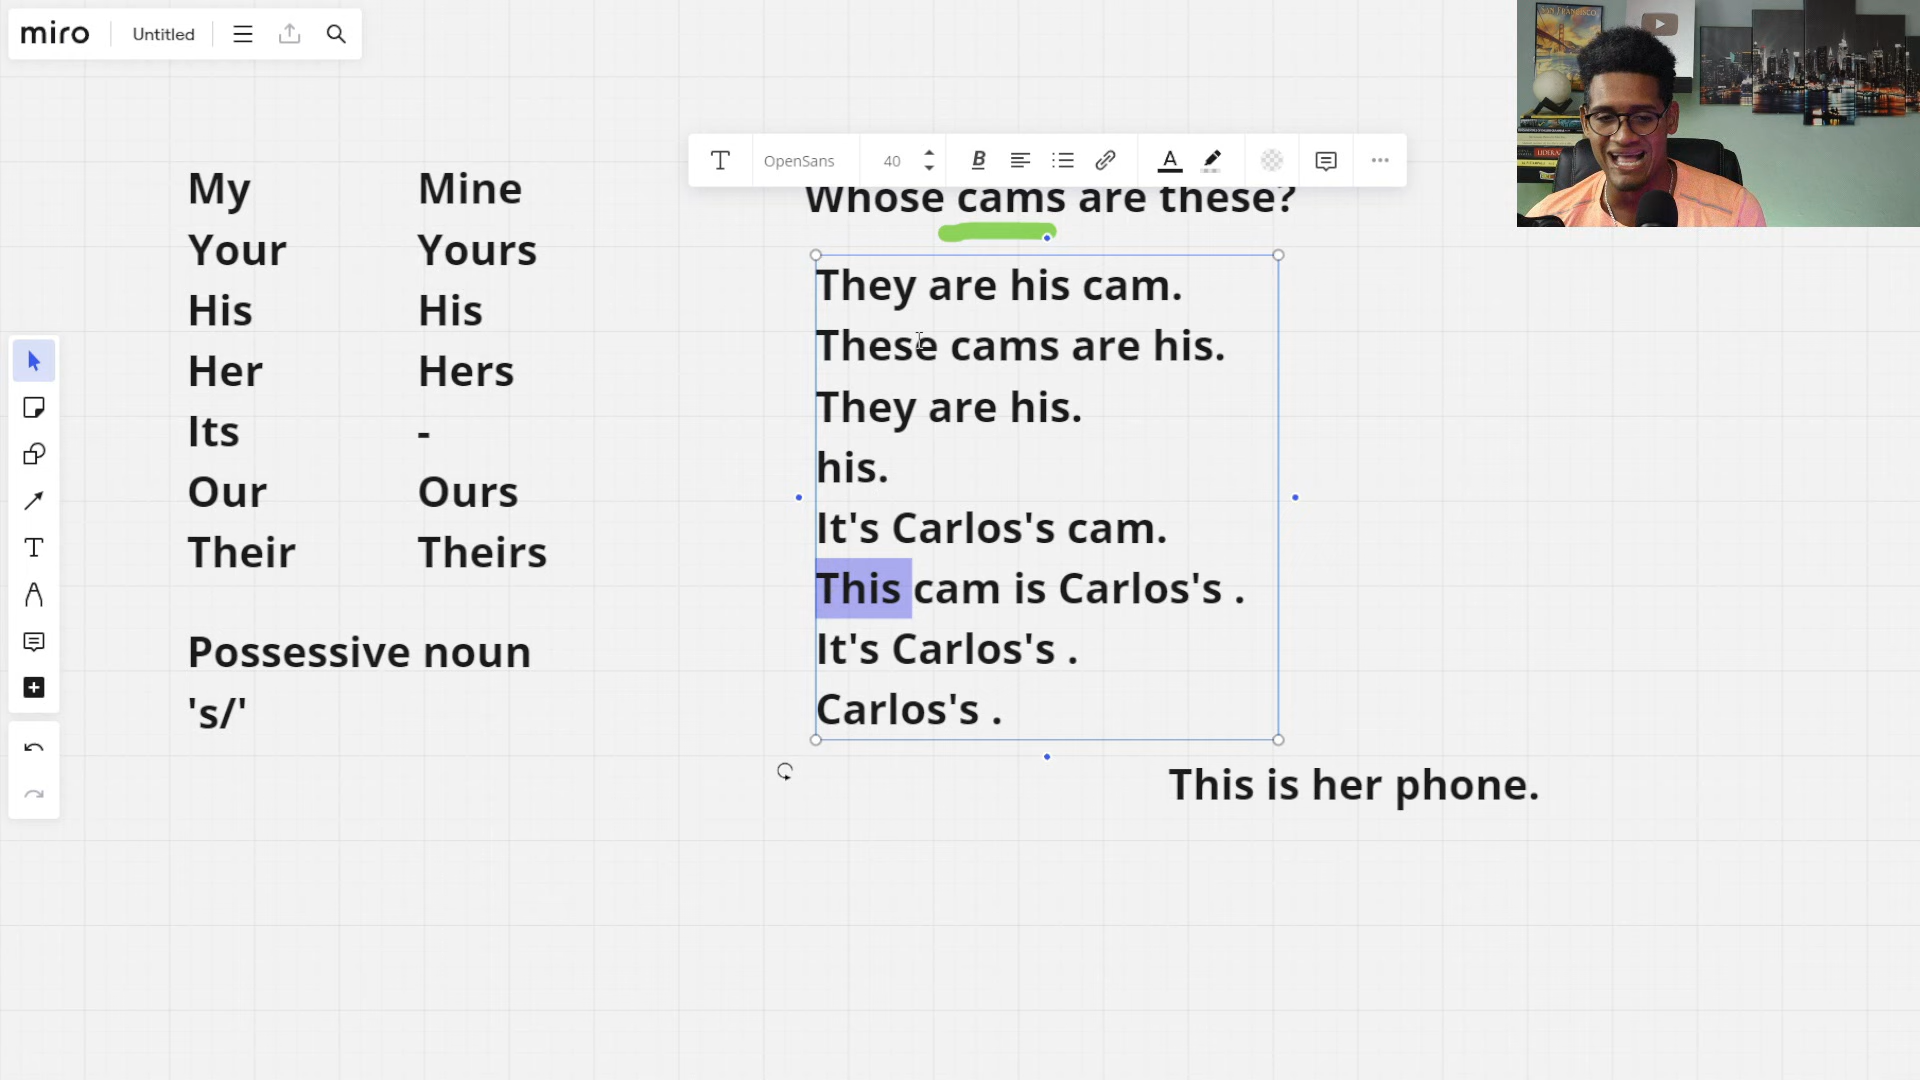 miro
Untitled
OpenSans
40
B
A
My
Your
His
Her
Its
Our
Their
Mine
Yours
His
Hers
-
Ours
Theirs
Possessive noun
's/'
Whose cams are these?
They are his cam.
These cams are his.
They are his.
his.
It's Carlos's cam.
This cam is Carlos's .
It's Carlos's .
Carlos's .
This is her phone.
SAN FRANCISCO